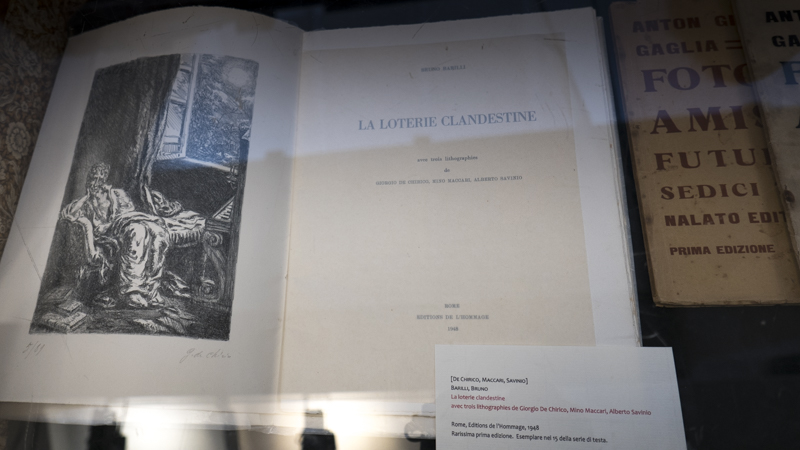 BRUNO BARILLI
LA LOTERIE CLANDESTINE
avec trois lithographies
de
GIORGIO DE CHIRICO, MINO MACCARI, ALBERTO SAVINIO
ROME
EDITIONS DE L'HOMMAGE
1948
[DE CHIRICO, MACCARI, SAVINIO]
BARILLI, BRUNO
La loterie clandestine
avec trois lithographies de Giorgio De Chirico, Mino Maccari, Alberto Savinio
Rome, Editions de l'Hommage, 1948
Rarissima prima edizione. Esemplare nei 15 della serie di testa.
ANTON
GAGLIA=
FOTO
AMI
FUTU
SEDICI
NALATO EDIT
PRIMA EDIZIONE